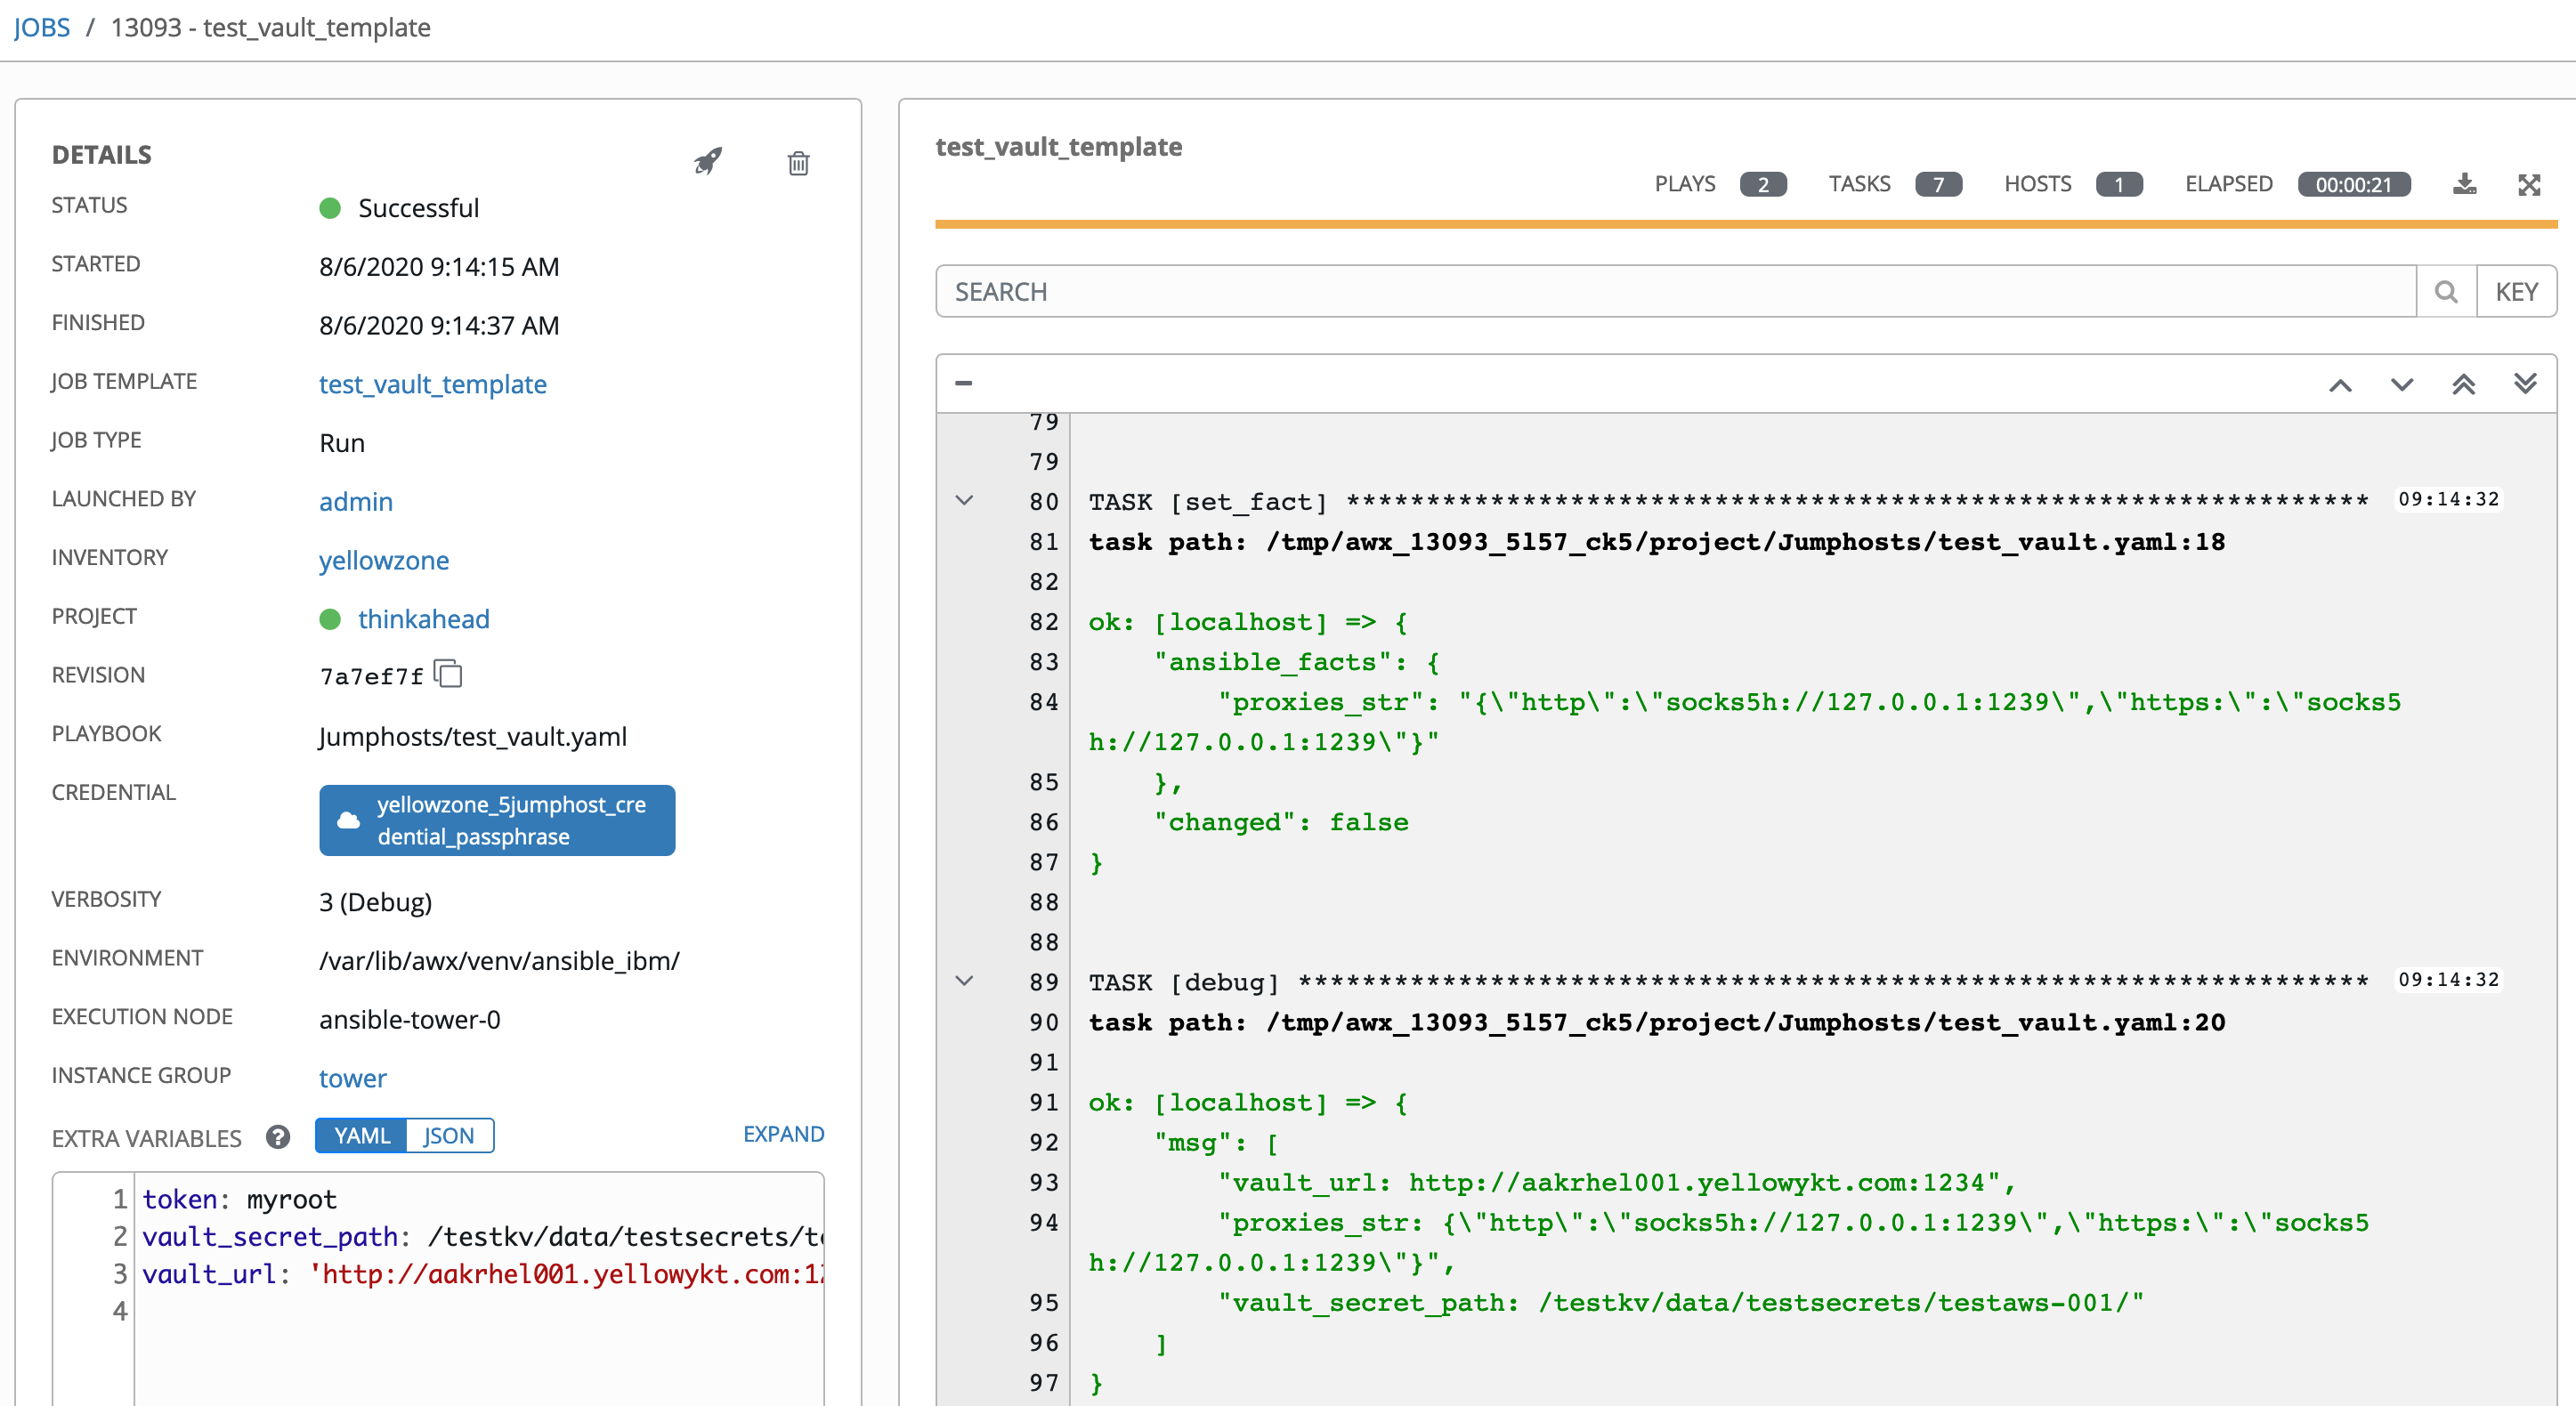 JOBS / 13093 - test_vault_template
DETAILS
STATUS Successful
STARTED 8/6/2020 9:14:15 AM
FINISHED 8/6/2020 9:14:37 AM
JOB TEMPLATE test_vault_template
JOB TYPE Run
LAUNCHED BY admin
INVENTORY yellowzone
PROJECT thinkahead
REVISION 7a7ef7f
PLAYBOOK Jumphosts/test_vault.yaml
CREDENTIAL yellowzone_5jumphost_cre
dential_passphrase
VERBOSITY 3 (Debug)
ENVIRONMENT /var/lib/awx/venv/ansible_ibm/
EXECUTION NODE ansible-tower-0
INSTANCE GROUP tower
EXTRA VARIABLES ? YAML JSON EXPAND
1 token: myroot
2 vault_secret_path: /testkv/data/testsecrets/t
3 vault_url: 'http://aakrhel001.yellowykt.com:1
4
test_vault_template
PLAYS 2 TASKS 7 HOSTS 1 ELAPSED 00:00:21
SEARCH KEY
79
79
80 TASK [set_fact] **************************************************************** 09:14:32
81 task path: /tmp/awx_13093_5l57_ck5/project/Jumphosts/test_vault.yaml:18
82
82 ok: [localhost] => {
83 "ansible_facts": {
84 "proxies_str": "{\"http\":\"socks5h://127.0.0.1:1239\",\"https:\":\"socks5
h://127.0.0.1:1239\"}"
85 },
86 "changed": false
87 }
88
88
89 TASK [debug] ******************************************************************* 09:14:32
90 task path: /tmp/awx_13093_5l57_ck5/project/Jumphosts/test_vault.yaml:20
91
91 ok: [localhost] => {
92 "msg": [
93 "vault_url: http://aakrhel001.yellowykt.com:1234",
94 "proxies_str: {\"http\":\"socks5h://127.0.0.1:1239\",\"https:\":\"socks5
h://127.0.0.1:1239\"}",
95 "vault_secret_path: /testkv/data/testsecrets/testaws-001/"
96 ]
97 }